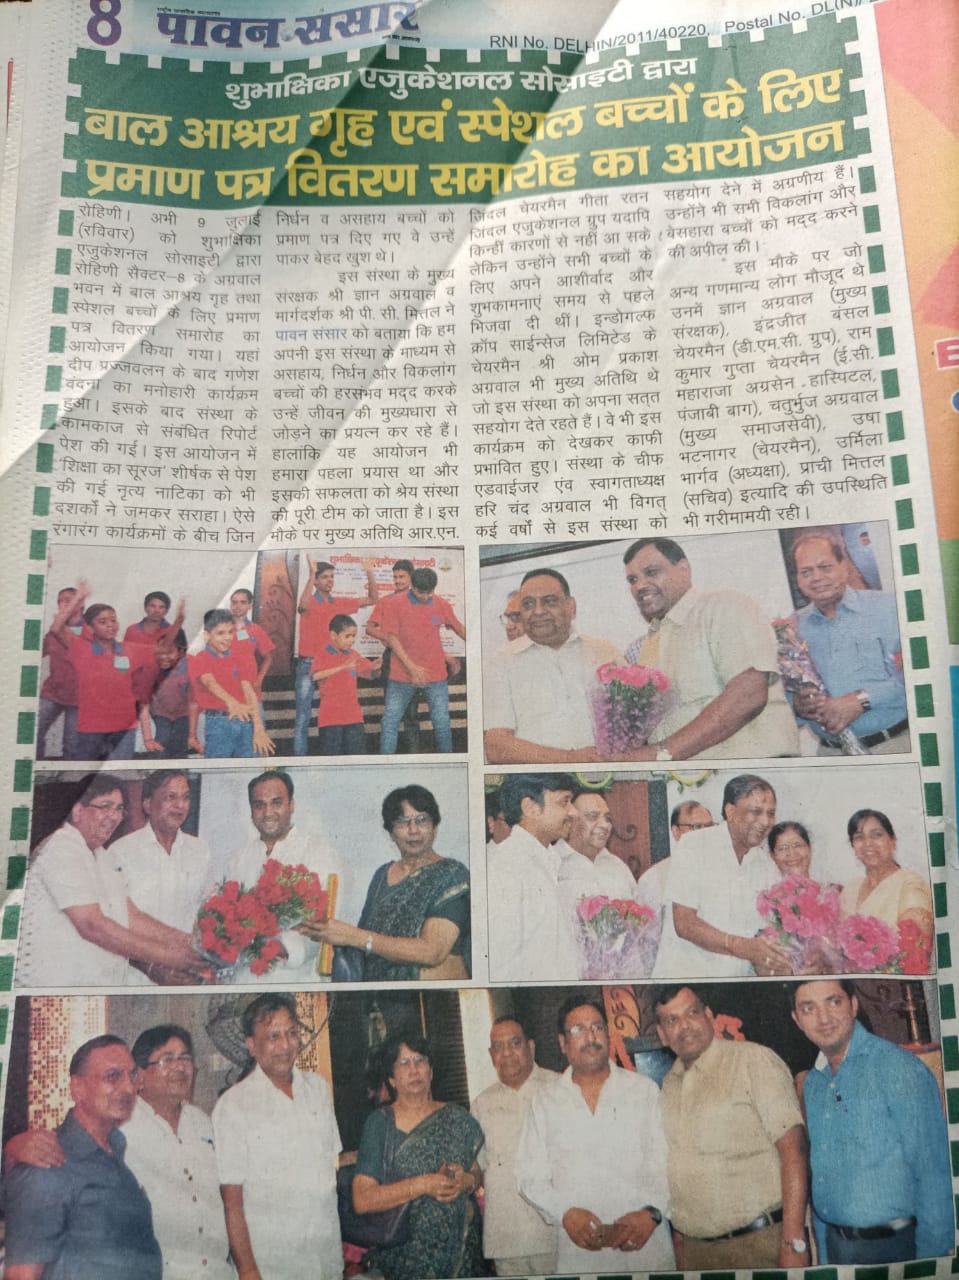 8
पावन संसार
RNI No. DELHIN/2011/40220, Postal No. DL(N)/
शुभाक्षिका एजुकेशनल सोसाइटी द्वारा
बाल आश्रय गृह एवं स्पेशल बच्चों के लिए
प्रमाण पत्र वितरण समारोह का आयोजन
रोहिणी। अभी 9 जुलाई
(रविवार) को शुभाक्षिका
एजुकेशनल सोसाइटी द्वारा
रोहिणी सैक्टर–8 के अग्रवाल
भवन में बाल आश्रय गृह तथा
स्पेशल बच्चों के लिए प्रमाण
पत्र वितरण समारोह का
आयोजन किया गया। यहां
दीप प्रज्जवलन के बाद गणेश
वंदना का मनोहारी कार्यक्रम
हुआ। इसके बाद संस्था के
कामकाज से संबंधित रिपोर्ट
पेश की गई। इस आयोजन में
'शिक्षा का सूरज' शीर्षक से पेश
की गई नृत्य नाटिका को भी
दर्शकों ने जमकर सराहा। ऐसे
रंगारंग कार्यक्रमों के बीच जिन
निर्धन व असहाय बच्चों को
प्रमाण पत्र दिए गए वे उन्हें
पाकर बेहद खुश थे।
इस संस्था के मुख्य
संरक्षक श्री ज्ञान अग्रवाल व
मार्गदर्शक श्री पी. सी. मित्तल ने
पावन संसार को बताया कि हम
अपनी इस संस्था के माध्यम से
असहाय, निर्धन और विकलांग
बच्चों की हरसंभव मद्द करके
उन्हें जीवन की मुख्यधारा से
जोड़ने का प्रयत्न कर रहे हैं।
हालांकि यह आयोजन भी
हमारा पहला प्रयास था और
इसकी सफलता को श्रेय संस्था
की पूरी टीम को जाता है। इस
मौके पर मुख्य अतिथि आर.एन.
जिंदल चेयरमैन गीता रतन
जिंदल एजुकेशनल ग्रुप यदापि
किन्हीं कारणों से नहीं आ सके
लेकिन उन्होंने सभी बच्चों के
लिए अपने आशीर्वाद और
शुभकामनाएं समय से पहले
भिजवा दी थीं। इन्डोगल्फ
क्रॉप साईन्सेज लिमिटेड के
चेयरमैन श्री ओम प्रकाश
अग्रवाल भी मुख्य अतिथि थे
जो इस संस्था को अपना सतृत
सहयोग देते रहते हैं। वे भी इस
कार्यक्रम को देखकर काफी
प्रभावित हुए। संस्था के चीफ
एडवाईजर एंव स्वागताध्यक्ष
हरि चंद अग्रवाल भी विगत्
कई वर्षो से इस संस्था को
सहयोग देने में अग्रणीय हैं।
उन्होंने भी सभी विकलांग और
बेसहारा बच्चों को मद्द करने
की अपील की।
इस मौके पर जो
अन्य गणमान्य लोग मौजूद थे
उनमें ज्ञान अग्रवाल (मुख्य
संरक्षक), इंद्रजीत बंसल
चेयरमैन (डी.एम.सी. ग्रुप), राम
कुमार गुप्ता चेयरमैन (ई.सी.
महाराजा अग्रसेन हास्पिटल,
पंजाबी बाग), चतुर्भुज अग्रवाल
(मुख्य समाजसेवी), उषा
भटनागर (चेयरमैन), उर्मिला
भार्गव (अध्यक्षा), प्राची मित्तल
(सचिव) इत्यादि की उपस्थिति
भी गरीमामयी रही।